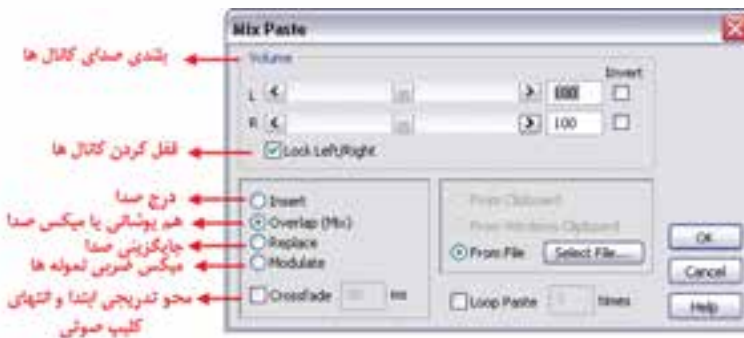 Mix Paste
Volume
بلندی صدای کانال ها
Invert
L
100
R
100
قفل کردن کانال ها
Lock Left/Right
درج صدا
Insert
From Clipboard
هم پوشانی یا میکس صدا
Overlap (Mix)
From Windows Clipboard
جایگزینی صدا
Replace
From File
Select File...
OK
میکس ضربی نمونه ها
Modulate
Cancel
محو تدریجی ابتدا و انتهای
کلیپ صوتی
Crossfade
ms
Loop Paste
times
Help